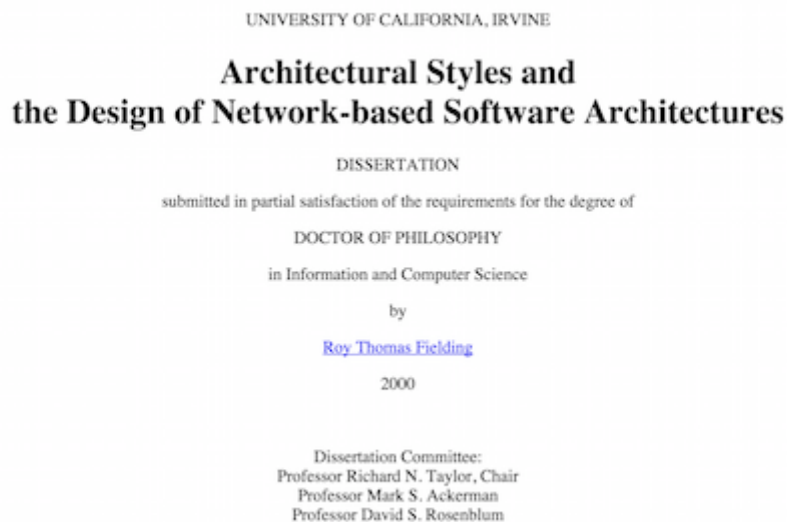 UNIVERSITY OF CALIFORNIA, IRVINE
Architectural Styles and
the Design of Network-based Software Architectures
DISSERTATION
submitted in partial satisfaction of the requirements for the degree of
DOCTOR OF PHILOSOPHY
in Information and Computer Science
by
Roy Thomas Fielding
2000
Dissertation Committee:
Professor Richard N. Taylor, Chair
Professor Mark S. Ackerman
Professor David S. Rosenblum